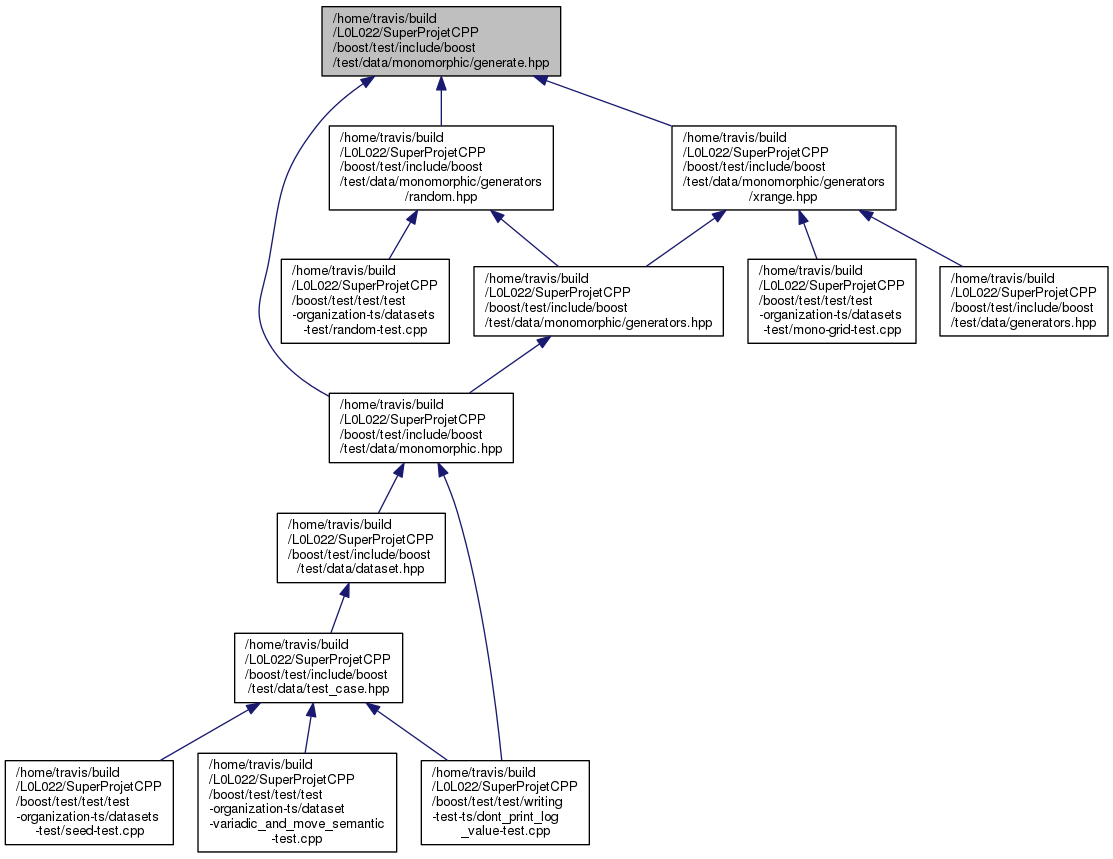 /home/travis/build
/L0L022/SuperProjetCPP
/boost/test/include/boost
/test/data/monomorphic/generate.hpp
/home/travis/build
/L0L022/SuperProjetCPP
/boost/test/include/boost
/test/data/monomorphic/generators
/random.hpp
/home/travis/build
/L0L022/SuperProjetCPP
/boost/test/include/boost
/test/data/monomorphic/generators
/xrange.hpp
/home/travis/build
/L0L022/SuperProjetCPP
/boost/test/test/test
-organization-ts/datasets
-test/random-test.cpp
/home/travis/build
/L0L022/SuperProjetCPP
/boost/test/include/boost
/test/data/monomorphic/generators.hpp
/home/travis/build
/L0L022/SuperProjetCPP
/boost/test/test/test
-organization-ts/datasets
-test/mono-grid-test.cpp
/home/travis/build
/L0L022/SuperProjetCPP
/boost/test/include/boost
/test/data/generators.hpp
/home/travis/build
/L0L022/SuperProjetCPP
/boost/test/include/boost
/test/data/monomorphic.hpp
/home/travis/build
/L0L022/SuperProjetCPP
/boost/test/include/boost
/test/data/dataset.hpp
/home/travis/build
/L0L022/SuperProjetCPP
/boost/test/include/boost
/test/data/test_case.hpp
/home/travis/build
/L0L022/SuperProjetCPP
/boost/test/test/test
-organization-ts/datasets
-test/seed-test.cpp
/home/travis/build
/L0L022/SuperProjetCPP
/boost/test/test/test
-organization-ts/dataset
-variadic_and_move_semantic
-test.cpp
/home/travis/build
/L0L022/SuperProjetCPP
/boost/test/test/writing
-test-ts/dont_print_log
_value-test.cpp